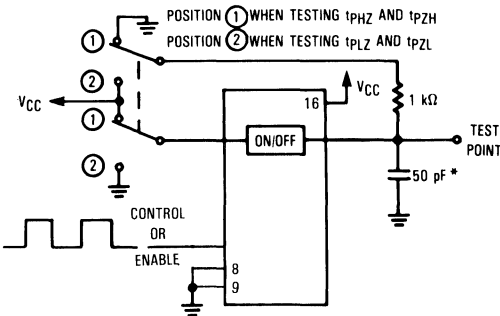 POSITION ① WHEN TESTING tPHZ AND tPZH
POSITION ② WHEN TESTING tPLZ AND tPZL
①
②
VCC
①
②
16
VCC
1 kΩ
ON/OFF
TEST
POINT
50 pF *
CONTROL
OR
ENABLE
8
9